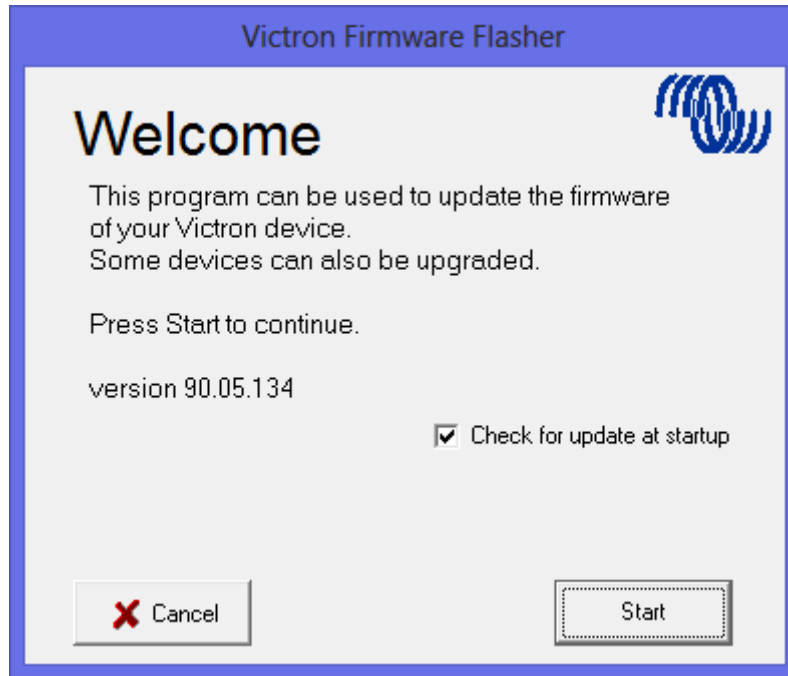 Victron Firmware Flasher
Welcome
This program can be used to update the firmware
of your Victron device.
Some devices can also be upgraded.
Press Start to continue.
version 90.05.134
Check for update at startup
Cancel
Start